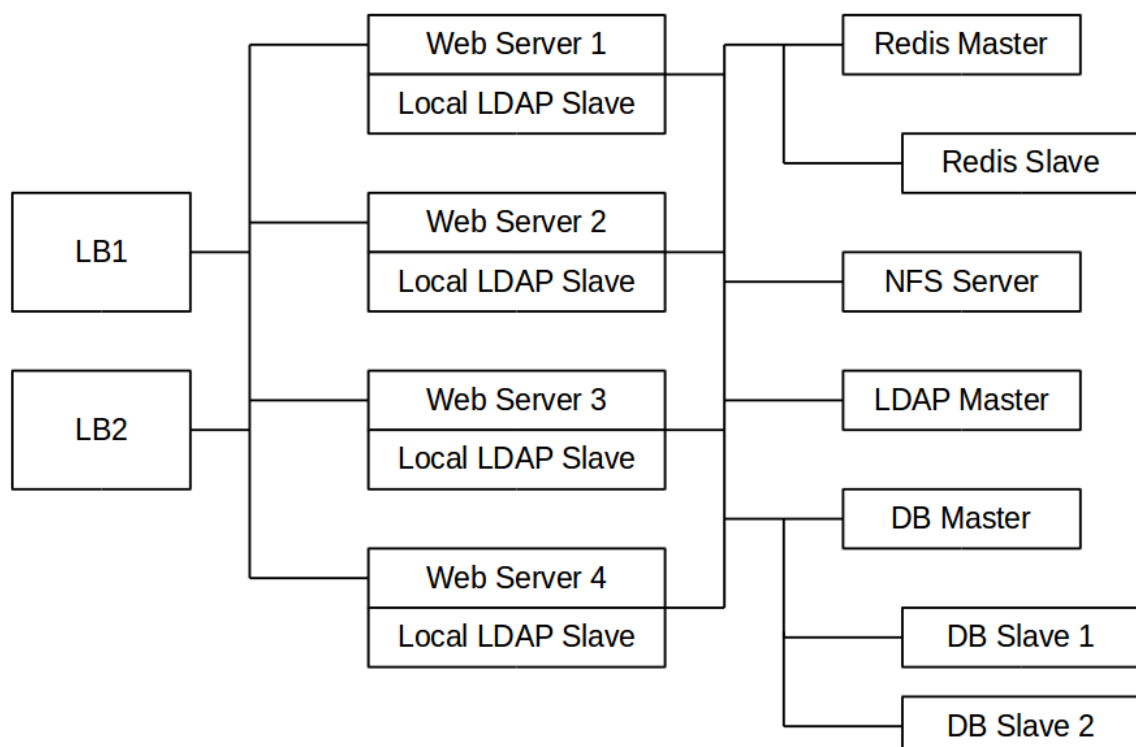 LB1
LB2
Web Server 1
Local LDAP Slave
Web Server 2
Local LDAP Slave
Web Server 3
Local LDAP Slave
Web Server 4
Local LDAP Slave
Redis Master
Redis Slave
NFS Server
LDAP Master
DB Master
DB Slave 1
DB Slave 2